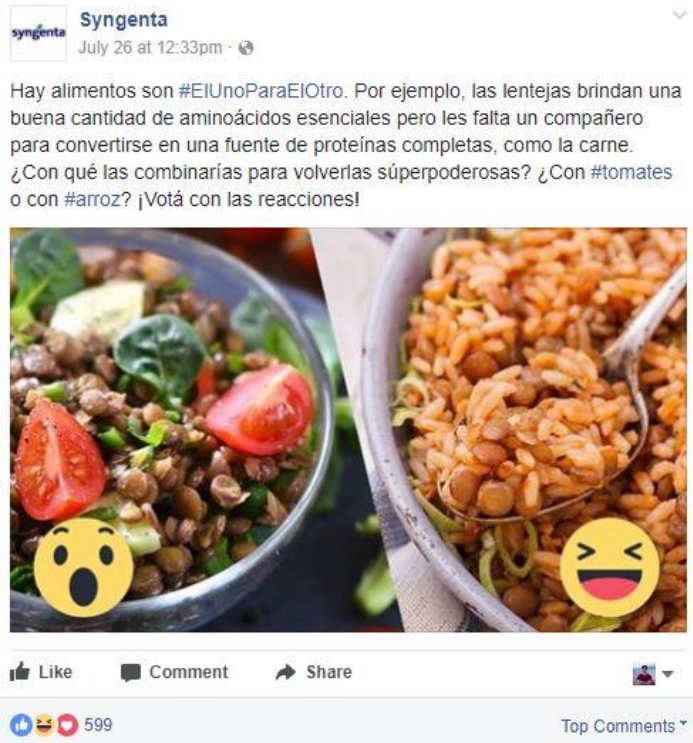 syngenta
Syngenta
July 26 at 12:33pm ·
Hay alimentos son #ElUnoParaElOtro. Por ejemplo, las lentejas brindan una
buena cantidad de aminoácidos esenciales pero les falta un compañero
para convertirse en una fuente de proteínas completas, como la carne.
¿Con qué las combinarías para volverlas súperpoderosas? ¿Con #tomates
o con #arroz? ¡Votá con las reacciones!
Like Comment Share
599 Top Comments